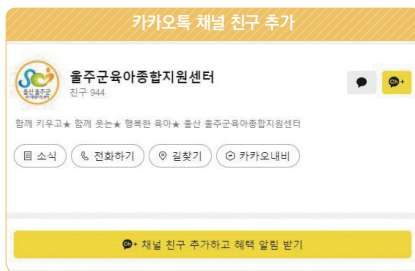 카카오톡 채널 친구 추가
울주군육아종합지원센터
친구 944
함께 키우고★ 함께 웃는★ 행복한 육아★ 울산 울주군육아종합지원센터
소식 전화하기 길찾기 카카오내비
Ch+ 채널 친구 추가하고 혜택 알림 받기